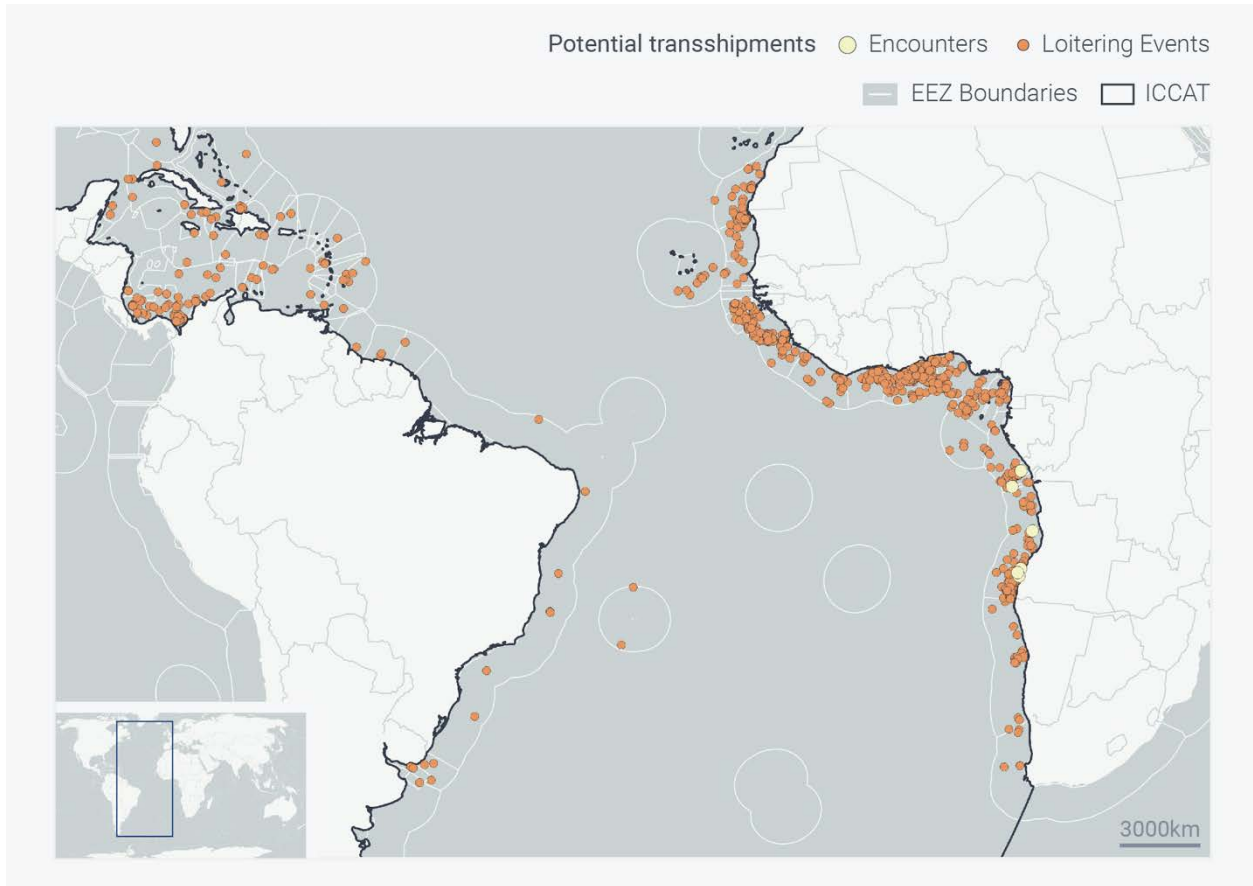 Potential transshipments Encounters Loitering Events
EEZ Boundaries ICCAT
3000km